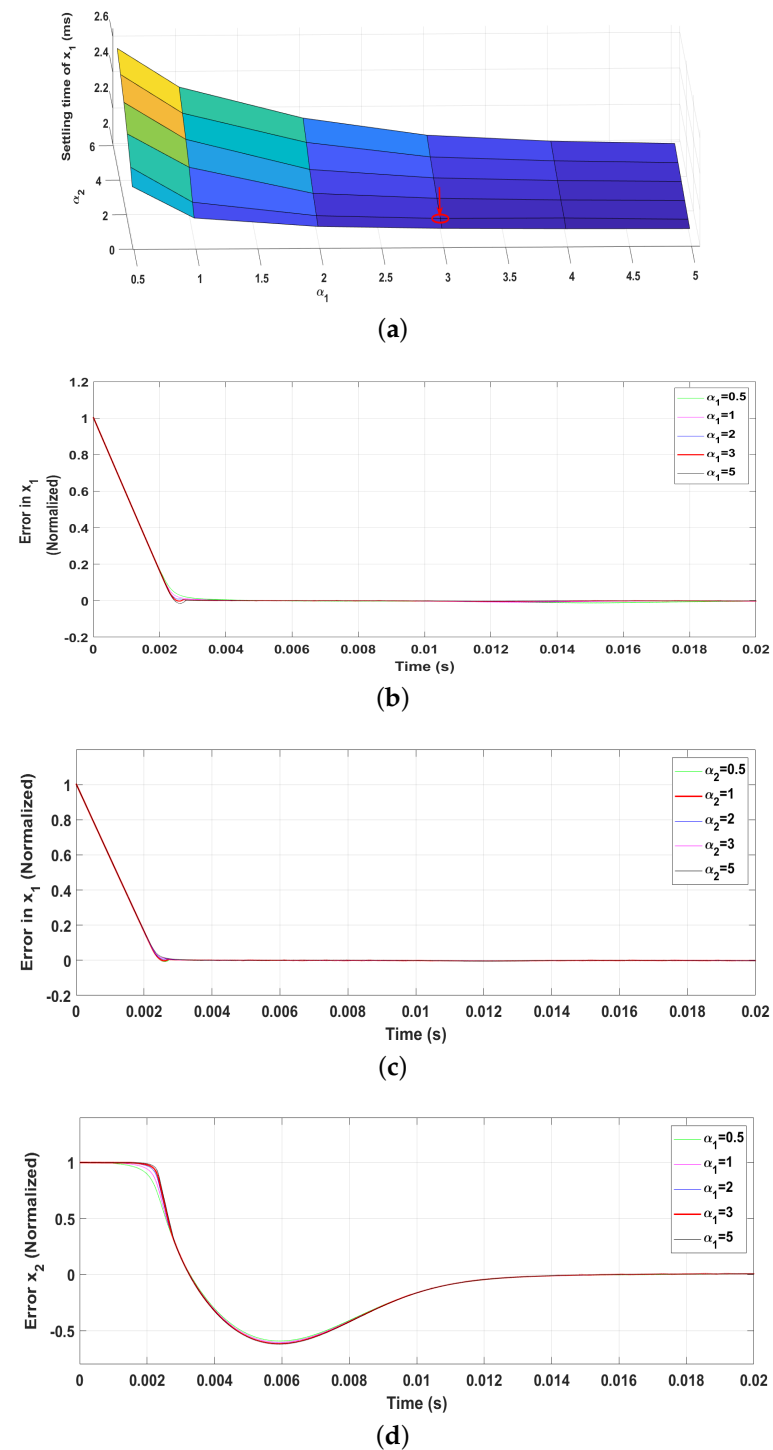 2.6
2.4
2.2
2
Settling time of x1 (ms)
6
4
2
0
α2
0.5
1
1.5
2
2.5
3
3.5
4
4.5
5
α1
(a)
1.2
1
0.8
0.6
0.4
0.2
0
-0.2
Error in x1
(Normalized)
α1=0.5
α1=1
α1=2
α1=3
α1=5
0 0.002 0.004 0.006 0.008 0.01 0.012 0.014 0.016 0.018 0.02
Time (s)
(b)
1
0.8
0.6
0.4
0.2
0
-0.2
Error in x1 (Normalized)
α2=0.5
α2=1
α2=2
α2=3
α2=5
0 0.002 0.004 0.006 0.008 0.01 0.012 0.014 0.016 0.018 0.02
Time (s)
(c)
1
0.5
0
-0.5
Error x2 (Normalized)
α1=0.5
α1=1
α1=2
α1=3
α1=5
0 0.002 0.004 0.006 0.008 0.01 0.012 0.014 0.016 0.018 0.02
Time (s)
(d)